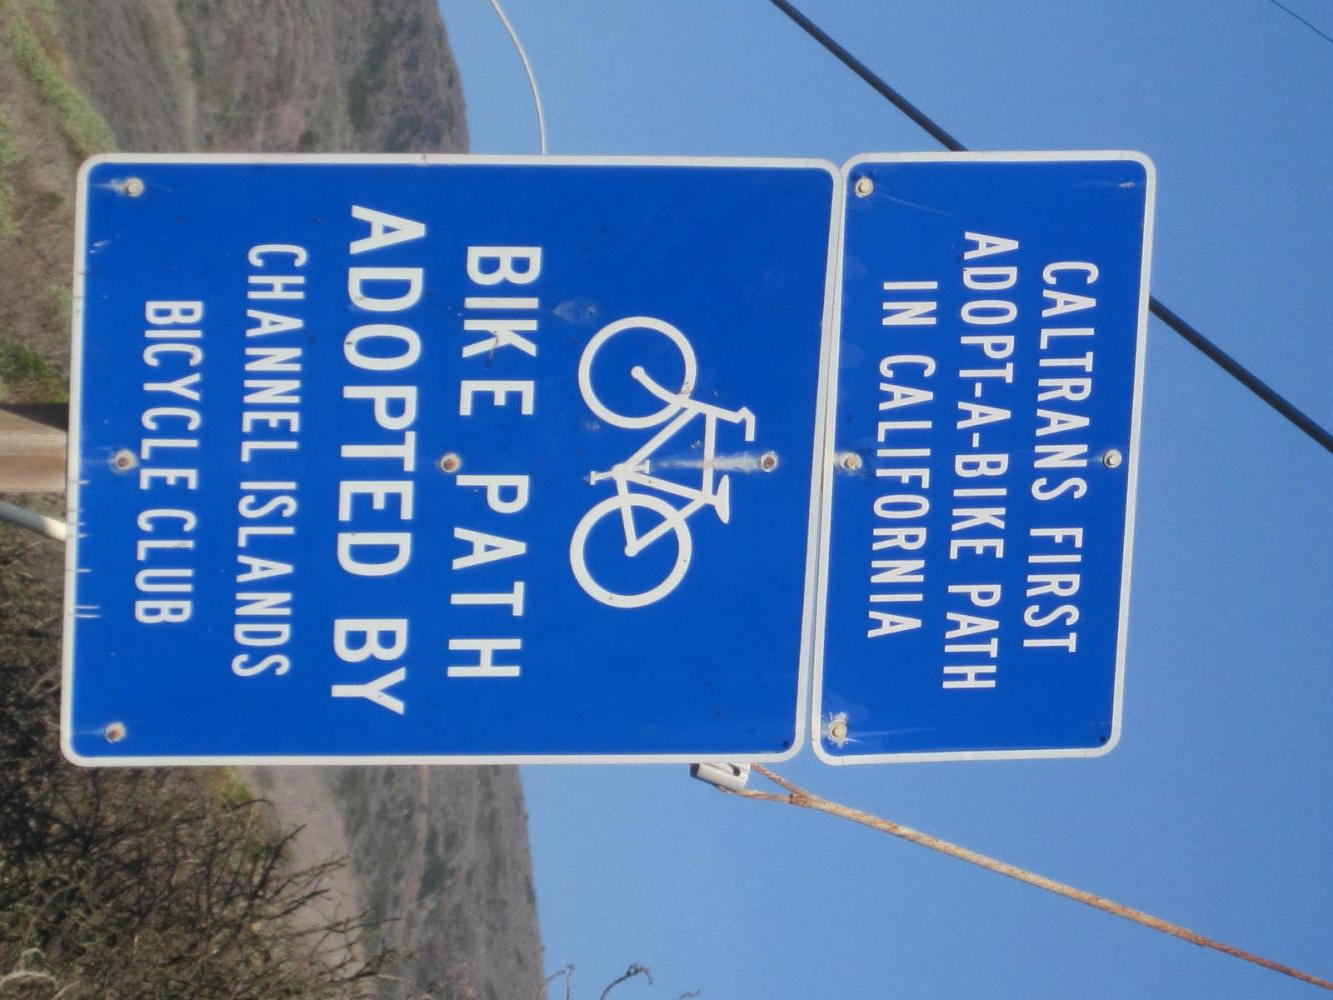 CALTRANS FIRST
ADOPT-A-BIKE PATH
IN CALIFORNIA
BIKE PATH
ADOPTED BY
CHANNEL ISLANDS
BICYCLE CLUB